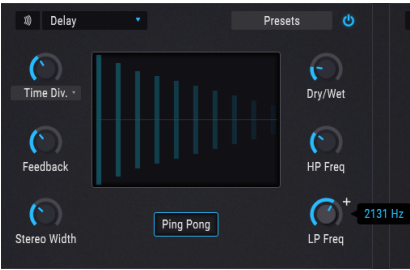 Delay
Presets
Time Div.
Dry/Wet
Feedback
HP Freq
Stereo Width
Ping Pong
LP Freq
2131 Hz